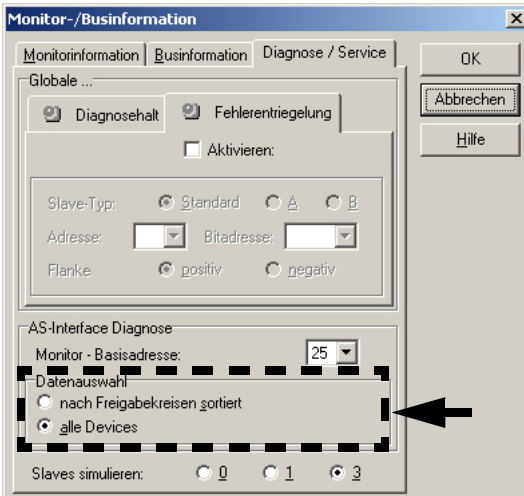 Monitor-/Businformation
Monitorinformation Businformation Diagnose / Service
OK
Abbrechen
Hilfe
Globale ...
Diagnosehalt Fehlerentriegelung
Aktivieren:
Slave-Typ: Standard A B
Adresse: Bitadresse:
Flanke positiv negativ
AS-Interface Diagnose
Monitor - Basisadresse: 25
Datenauswahl
nach Freigabekreisen sortiert
alle Devices
Slaves simulieren: 0 1 3